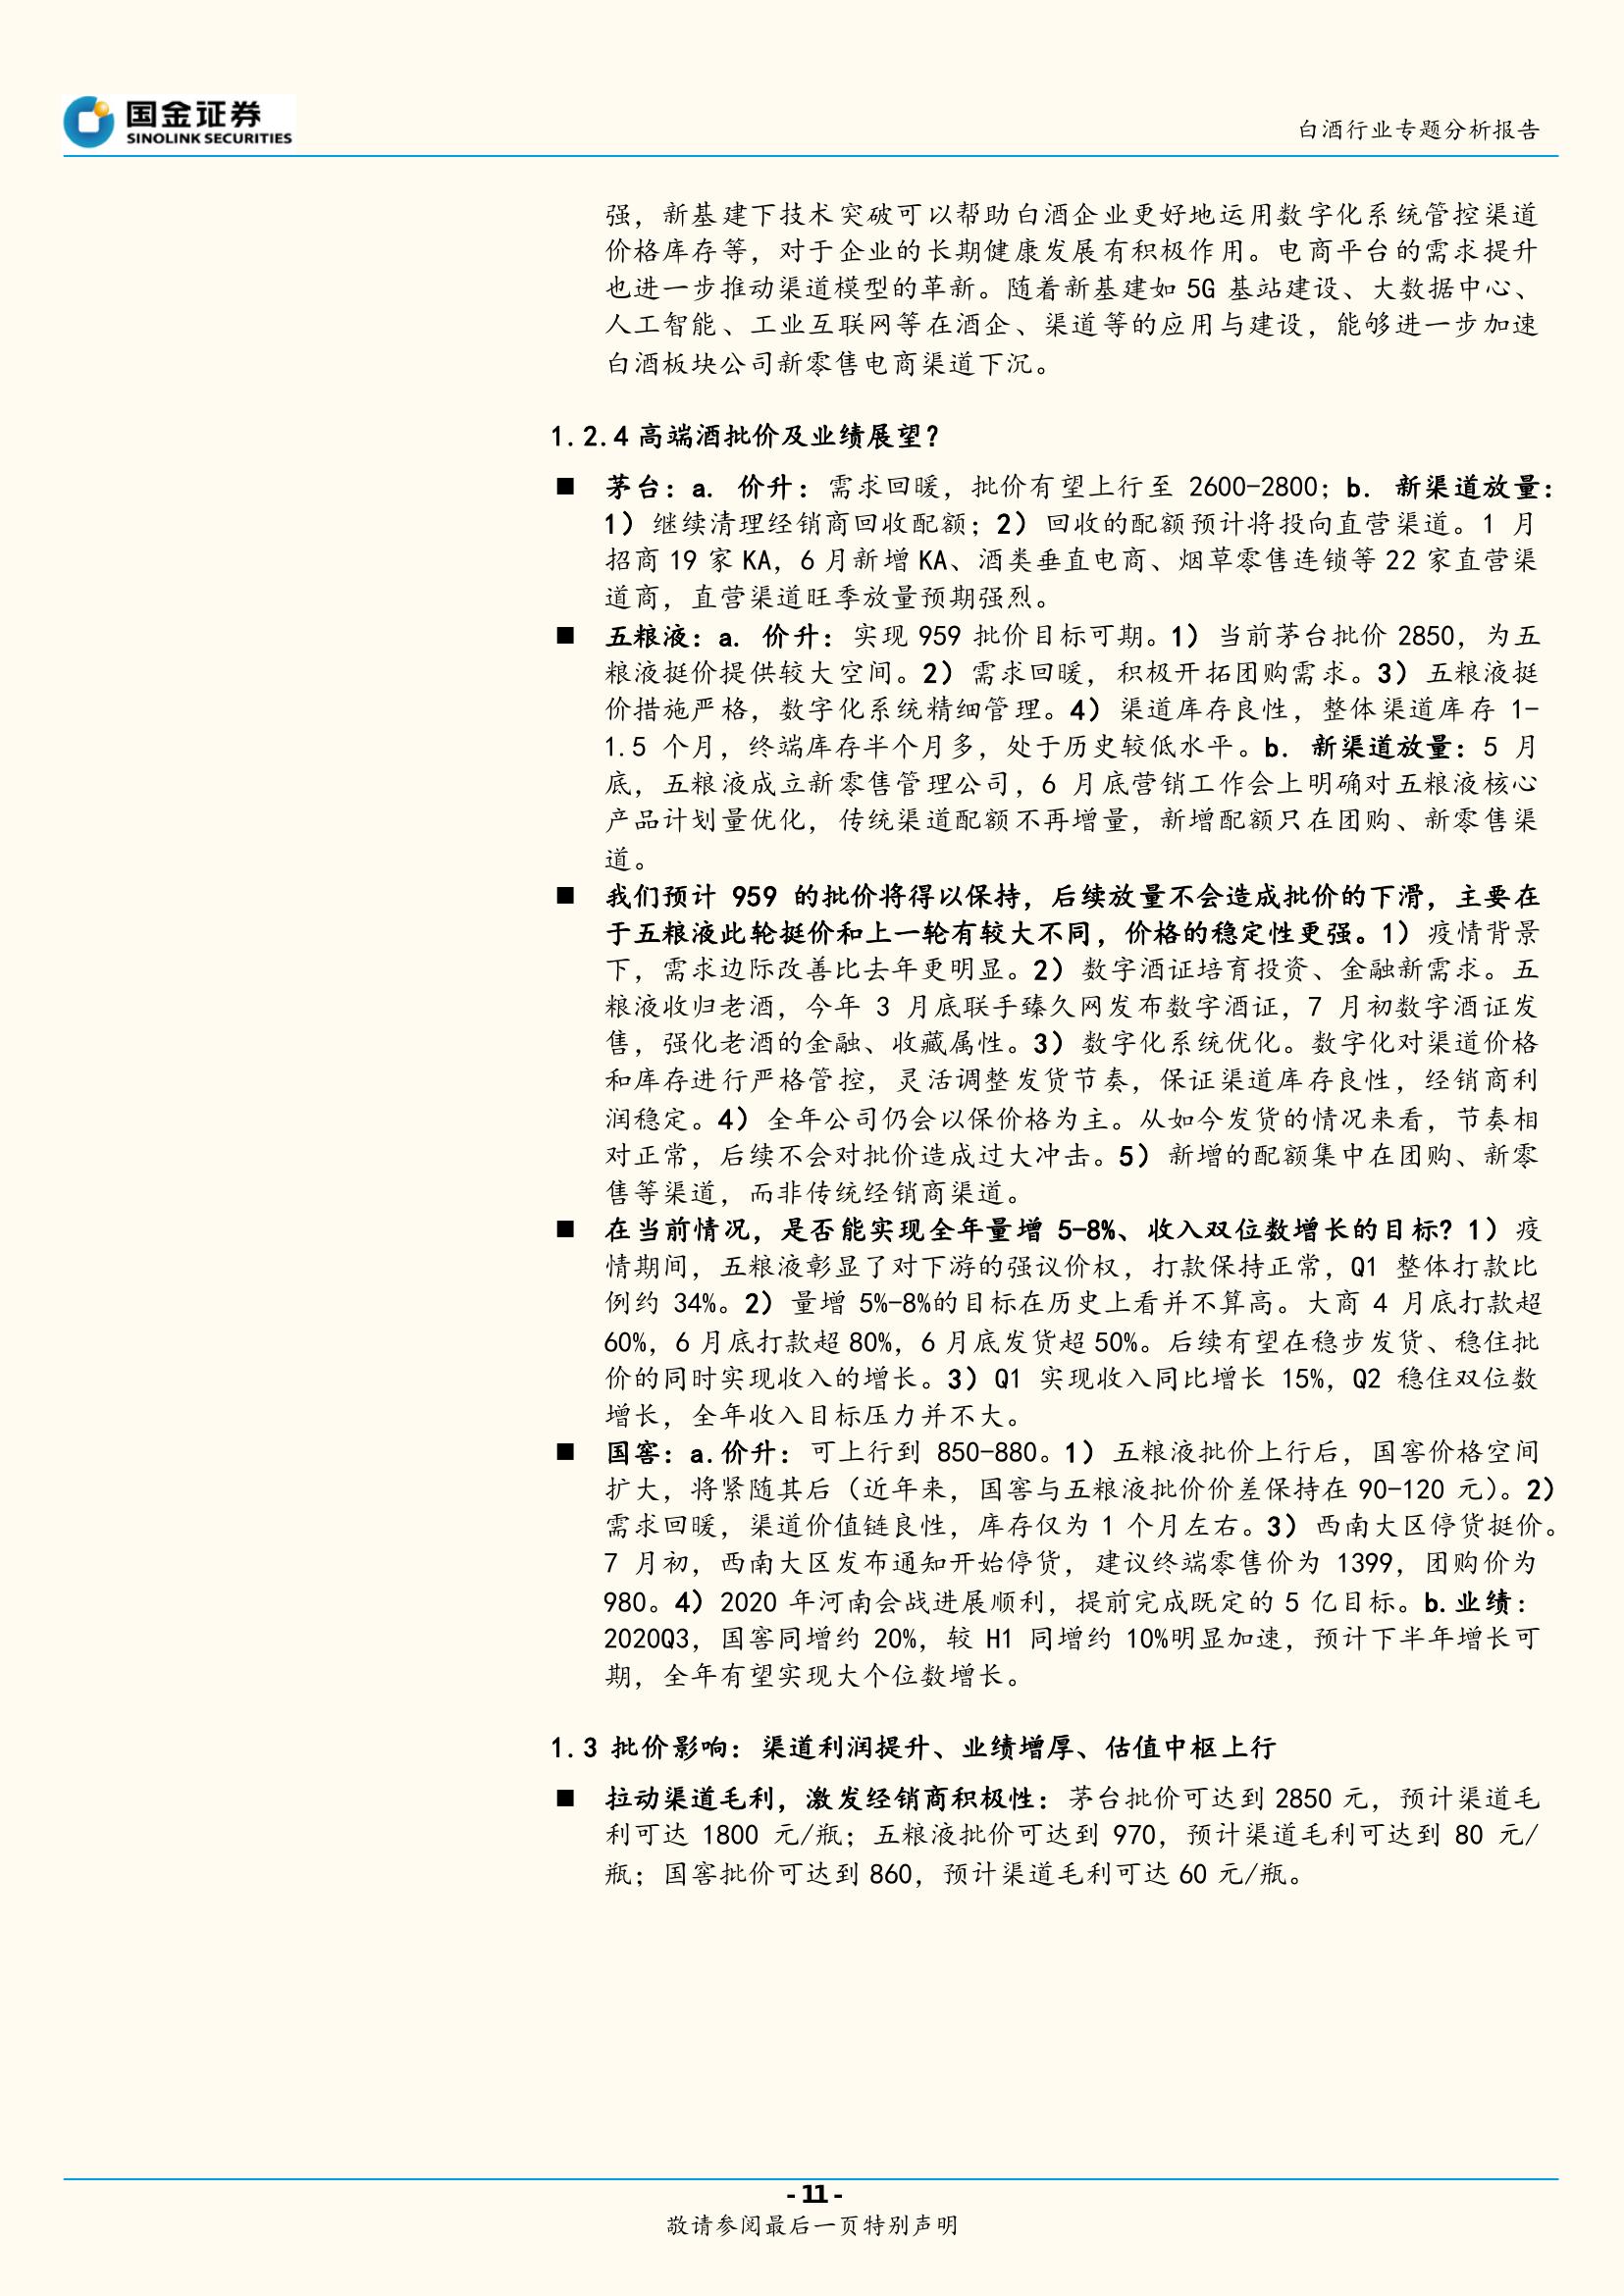 国金证券
SINOLINK SECURITIES
白酒行业专题分析报告
强，新基建下技术突破可以帮助白酒企业更好地运用数字化系统管控渠道
价格库存等，对于企业的长期健康发展有积极作用。电商平台的需求提升
也进一步推动渠道模型的革新。随着新基建如 5G 基站建设、大数据中心、
人工智能、工业互联网等在酒企、渠道等的应用与建设，能够进一步加速
白酒板块公司新零售电商渠道下沉。
1.2.4 高端酒批价及业绩展望？
■ 茅台：a. 价升：需求回暖，批价有望上行至 2600-2800；b. 新渠道放量：
1）继续清理经销商回收配额；2）回收的配额预计将投向直营渠道。1 月
招商 19 家 KA，6 月新增 KA、酒类垂直电商、烟草零售连锁等 22 家直营渠
道商，直营渠道旺季放量预期强烈。
■ 五粮液：a. 价升：实现 959 批价目标可期。1）当前茅台批价 2850，为五
粮液挺价提供较大空间。2）需求回暖，积极开拓团购需求。3）五粮液挺
价措施严格，数字化系统精细管理。4）渠道库存良性，整体渠道库存 1-
1.5 个月，终端库存半个月多，处于历史较低水平。b. 新渠道放量：5 月
底，五粮液成立新零售管理公司，6 月底营销工作会上明确对五粮液核心
产品计划量优化，传统渠道配额不再增量，新增配额只在团购、新零售渠
道。
■ 我们预计 959 的批价将得以保持，后续放量不会造成批价的下滑，主要在
于五粮液此轮挺价和上一轮有较大不同，价格的稳定性更强。1）疫情背景
下，需求边际改善比去年更明显。2）数字酒证培育投资、金融新需求。五
粮液收归老酒，今年 3 月底联手臻久网发布数字酒证，7 月初数字酒证发
售，强化老酒的金融、收藏属性。3）数字化系统优化。数字化对渠道价格
和库存进行严格管控，灵活调整发货节奏，保证渠道库存良性，经销商利
润稳定。4）全年公司仍会以保价格为主。从如今发货的情况来看，节奏相
对正常，后续不会对批价造成过大冲击。5）新增的配额集中在团购、新零
售等渠道，而非传统经销商渠道。
■ 在当前情况，是否能实现全年量增 5-8%、收入双位数增长的目标？1）疫
情期间，五粮液彰显了对下游的强议价权，打款保持正常，Q1 整体打款比
例约 34%。2）量增 5%-8%的目标在历史上看并不算高。大商 4 月底打款超
60%，6 月底打款超 80%，6 月底发货超 50%。后续有望在稳步发货、稳住批
价的同时实现收入的增长。3）Q1 实现收入同比增长 15%，Q2 稳住双位数
增长，全年收入目标压力并不大。
■ 国窖：a.价升：可上行到 850-880。1）五粮液批价上行后，国窖价格空间
扩大，将紧随其后（近年来，国窖与五粮液批价价差保持在 90-120 元）。2）
需求回暖，渠道价值链良性，库存仅为 1 个月左右。3）西南大区停货挺价。
7 月初，西南大区发布通知开始停货，建议终端零售价为 1399，团购价为
980。4）2020 年河南会战进展顺利，提前完成既定的 5 亿目标。b.业绩：
2020Q3，国窖同增约 20%，较 H1 同增约 10%明显加速，预计下半年增长可
期，全年有望实现大个位数增长。
1.3 批价影响：渠道利润提升、业绩增厚、估值中枢上行
■ 拉动渠道毛利，激发经销商积极性：茅台批价可达到 2850 元，预计渠道毛
利可达 1800 元/瓶；五粮液批价可达到 970，预计渠道毛利可达到 80 元/
瓶；国窖批价可达到 860，预计渠道毛利可达 60 元/瓶。
- 11 -
敬请参阅最后一页特别声明